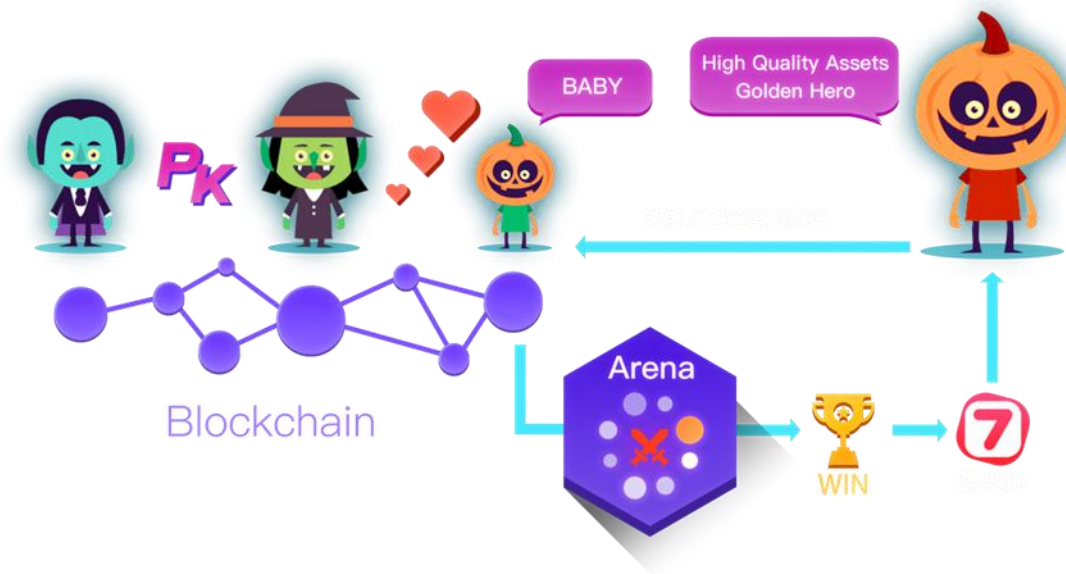 BABY
High Quality Assets
Golden Hero
PK
Arena
Blockchain
WIN
7